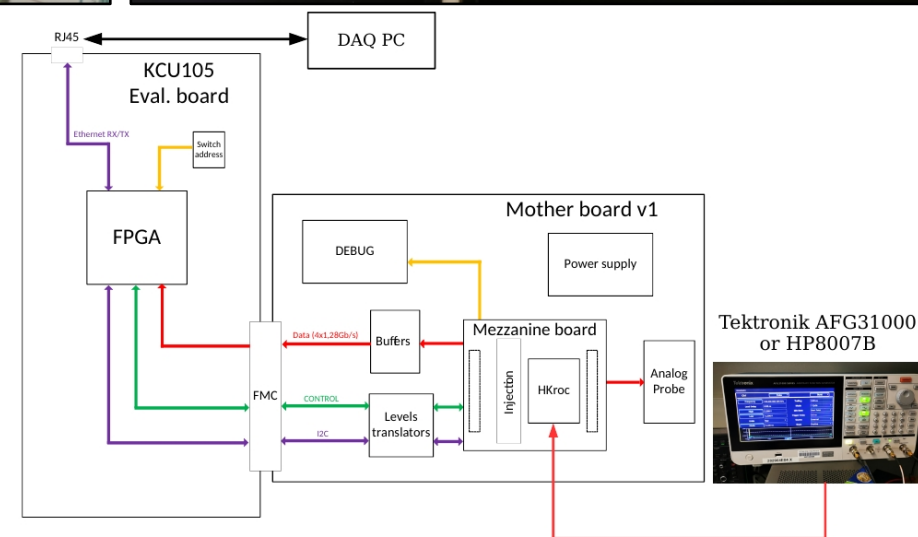 RJ45
DAQ PC
KCU105
Eval. board
Ethernet RX/TX
Switch
address
FPGA
Mother board v1
DEBUG
Power supply
Data (4x1,28Gb/s)
Buffers
Mezzanine board
Injection
HKroc
Analog
Probe
FMC
CONTROL
Levels
translators
I2C
Tektronik AFG31000
or HP8007B
Tektronix